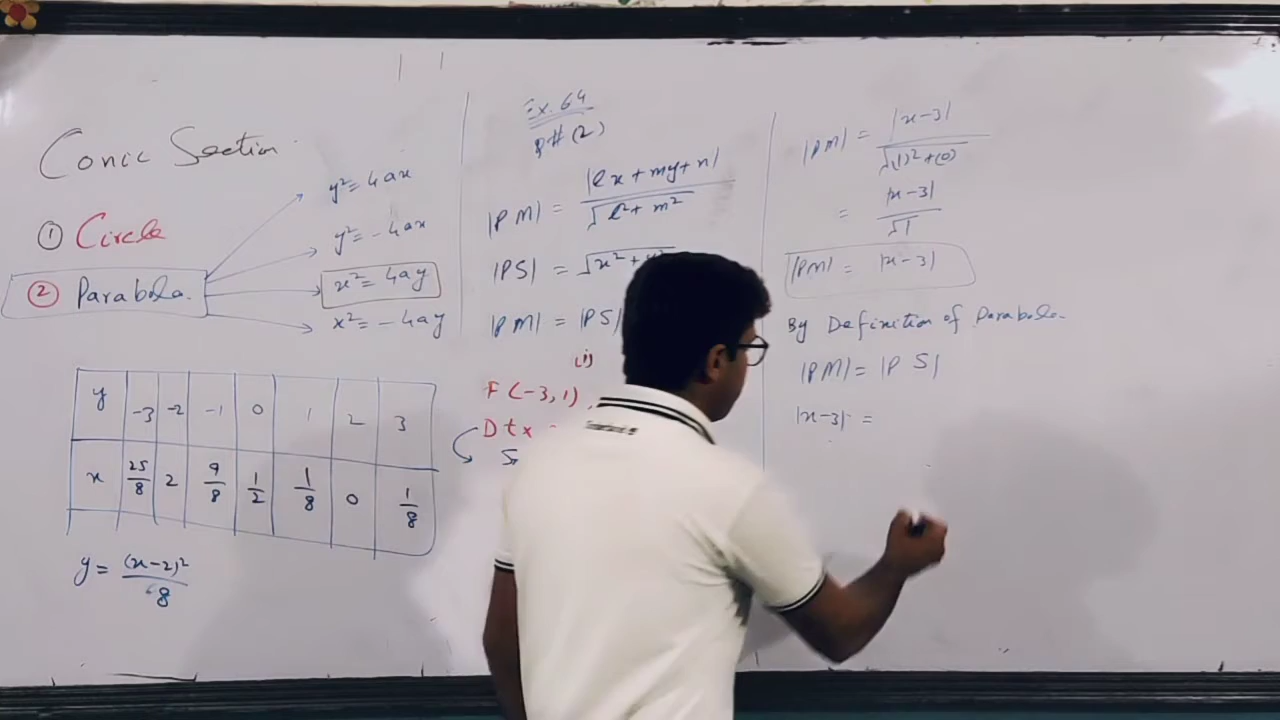 Conic Section
① Circle
② Parabola.
y² = 4ax
y² = -4ax
x² = 4ay
x² = -4ay
y -3 -2 -1 0 1 2 3
x 25/8 2 9/8 1/2 1/8 0 1/8
y = (x-2)²/8
Ex. 6.4
Q#(2)
|PM| = |lx+my+n|/√l²+m²
|PS| = √x²+
|PM| = |PS|
(i)
F(-3,1),
Dtx
|PM| = |x-3|/√(1)²+(0)
= |x-3|/√1
|PM| = |x-3|
By Definition of Parabola.
|PM| = |PS|
|x-3| =